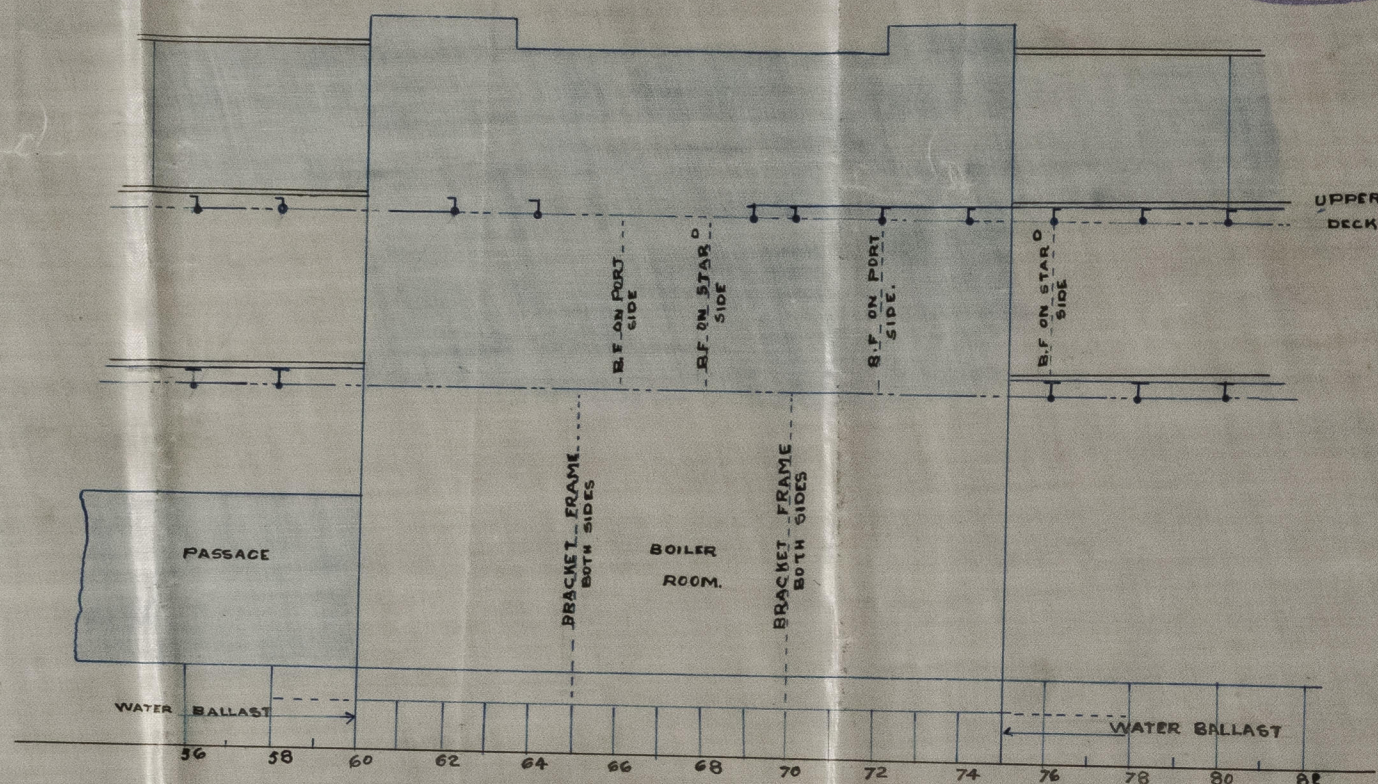 UPPER
DECK
B.F. ON PORT
SIDE
B.F. ON STAR D
SIDE
B.F. ON PORT
SIDE.
B.F. ON STAR D
SIDE
PASSAGE
BRACKET FRAME
BOTH SIDES
BOILER
ROOM.
BRACKET FRAME
BOTH SIDES
WATER BALLAST
WATER BALLAST
56 58 60 62 64 66 68 70 72 74 76 78 80